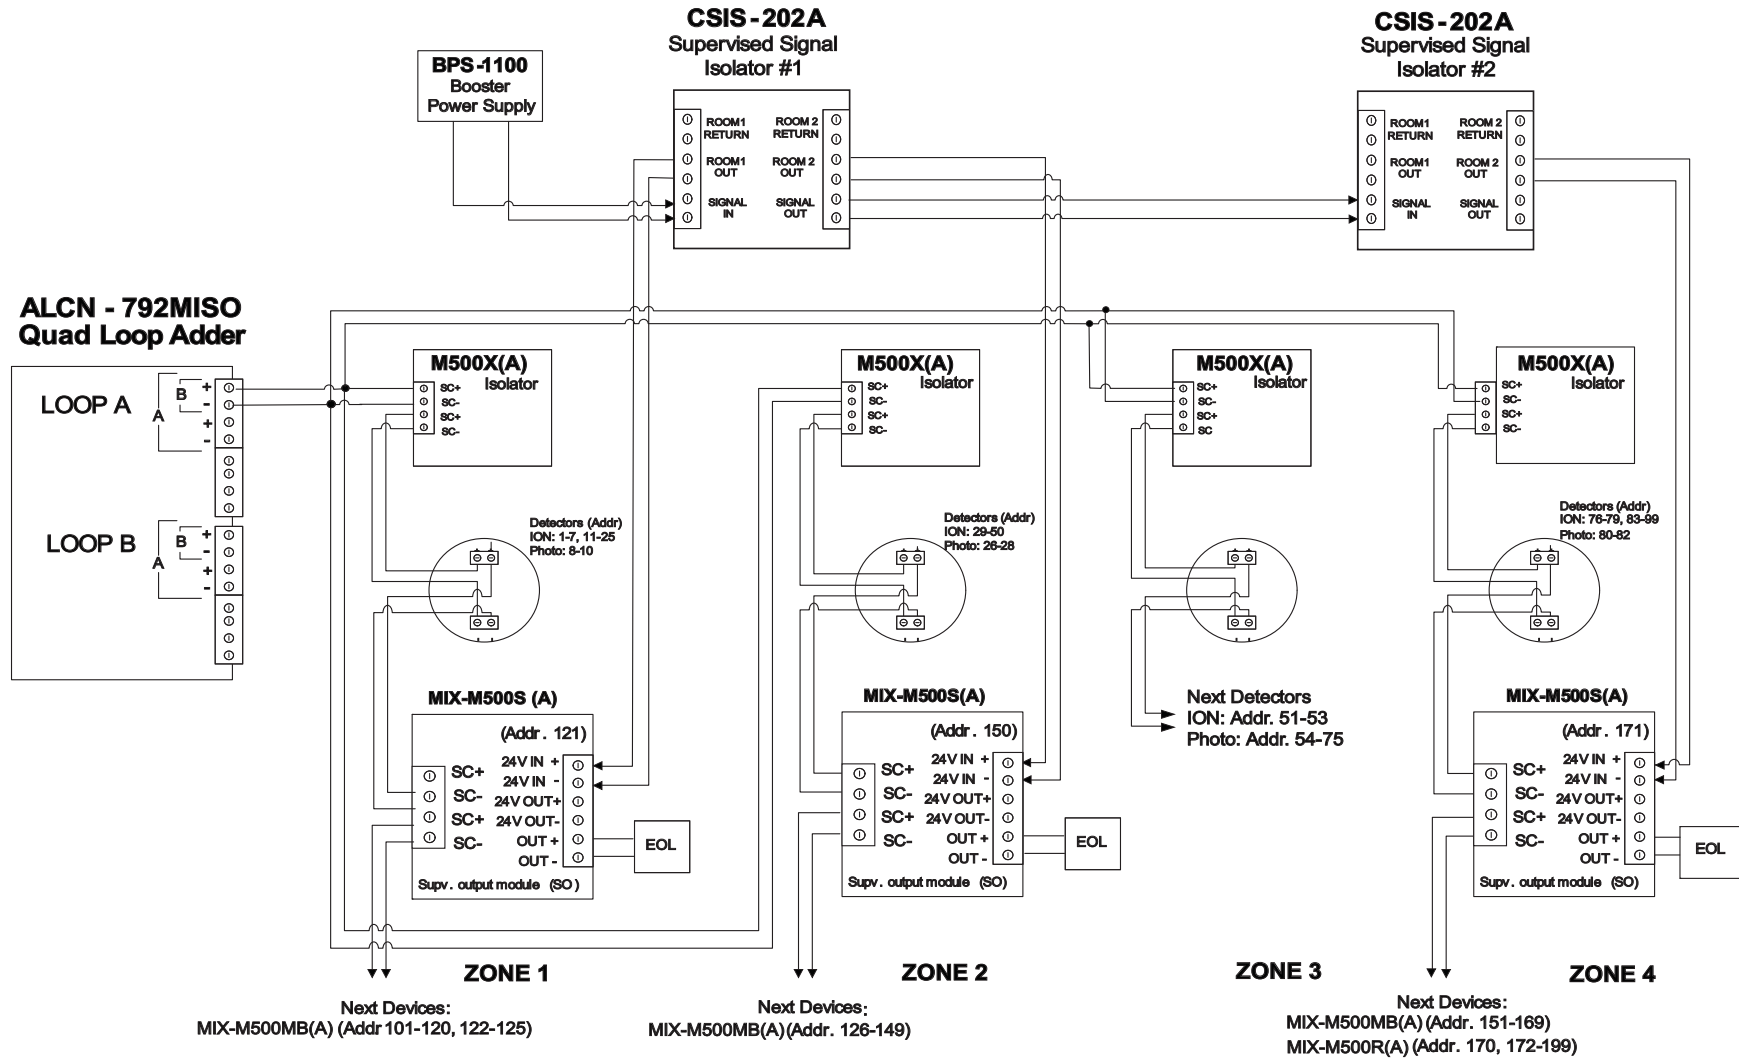 CSIS-202A
Supervised Signal
Isolator #1
CSIS-202A
Supervised Signal
Isolator #2
BPS-1100
Booster
Power Supply
ROOM1
RETURN
ROOM1
OUT
SIGNAL
IN
ROOM 2
RETURN
ROOM 2
OUT
SIGNAL
OUT
ROOM1
RETURN
ROOM1
OUT
SIGNAL
IN
ROOM 2
RETURN
ROOM 2
OUT
SIGNAL
OUT
ALCN - 792MISO
Quad Loop Adder
LOOP A
A
B
+
-
+
-
LOOP B
A
B
+
-
+
-
M500X(A)
Isolator
SC+
SC-
SC+
SC-
M500X(A)
Isolator
SC+
SC-
SC+
SC-
M500X(A)
Isolator
SC+
SC-
SC+
SC
M500X(A)
Isolator
SC+
SC-
SC+
SC-
Detectors (Addr)
ION: 1-7, 11-25
Photo: 8-10
Detectors (Addr)
ION: 29-50
Photo: 26-28
Detectors (Addr)
ION: 76-79, 83-99
Photo: 80-82
MIX-M500S (A)
(Addr. 121)
SC+
SC-
SC+
SC-
24V IN +
24V IN -
24V OUT+
24V OUT-
OUT +
OUT -
Supv. output module (SO)
EOL
MIX-M500S(A)
(Addr. 150)
SC+
SC-
SC+
SC-
24V IN +
24V IN -
24V OUT+
24V OUT-
OUT +
OUT -
Supv. output module (SO)
EOL
Next Detectors
ION: Addr. 51-53
Photo: Addr. 54-75
MIX-M500S(A)
(Addr. 171)
SC+
SC-
SC+
SC-
24V IN +
24V IN -
24V OUT+
24V OUT-
OUT +
OUT -
Supv. output module (SO)
EOL
ZONE 1
ZONE 2
ZONE 3
ZONE 4
Next Devices:
MIX-M500MB(A) (Addr 101-120, 122-125)
Next Devices:
MIX-M500MB(A)(Addr. 126-149)
Next Devices:
MIX-M500MB(A) (Addr. 151-169)
MIX-M500R(A) (Addr. 170, 172-199)